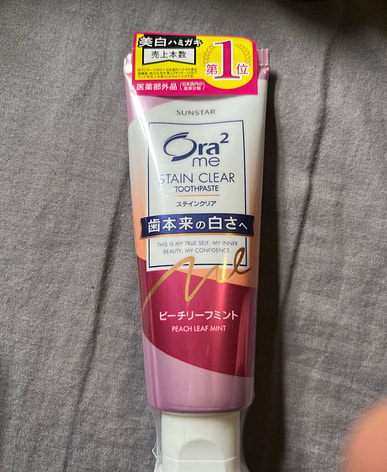 美白ハミガキ
売上本数
第1位
医薬部外品
SUNSTAR
Ora²
me
STAIN CLEAR
TOOTHPASTE
ステインクリア
歯本来の白さへ
THIS IS MY TRUE SELF, MY INNER
BEAUTY, MY CONFIDENCE.
Me
ピーチリーフミント
PEACH LEAF MINT